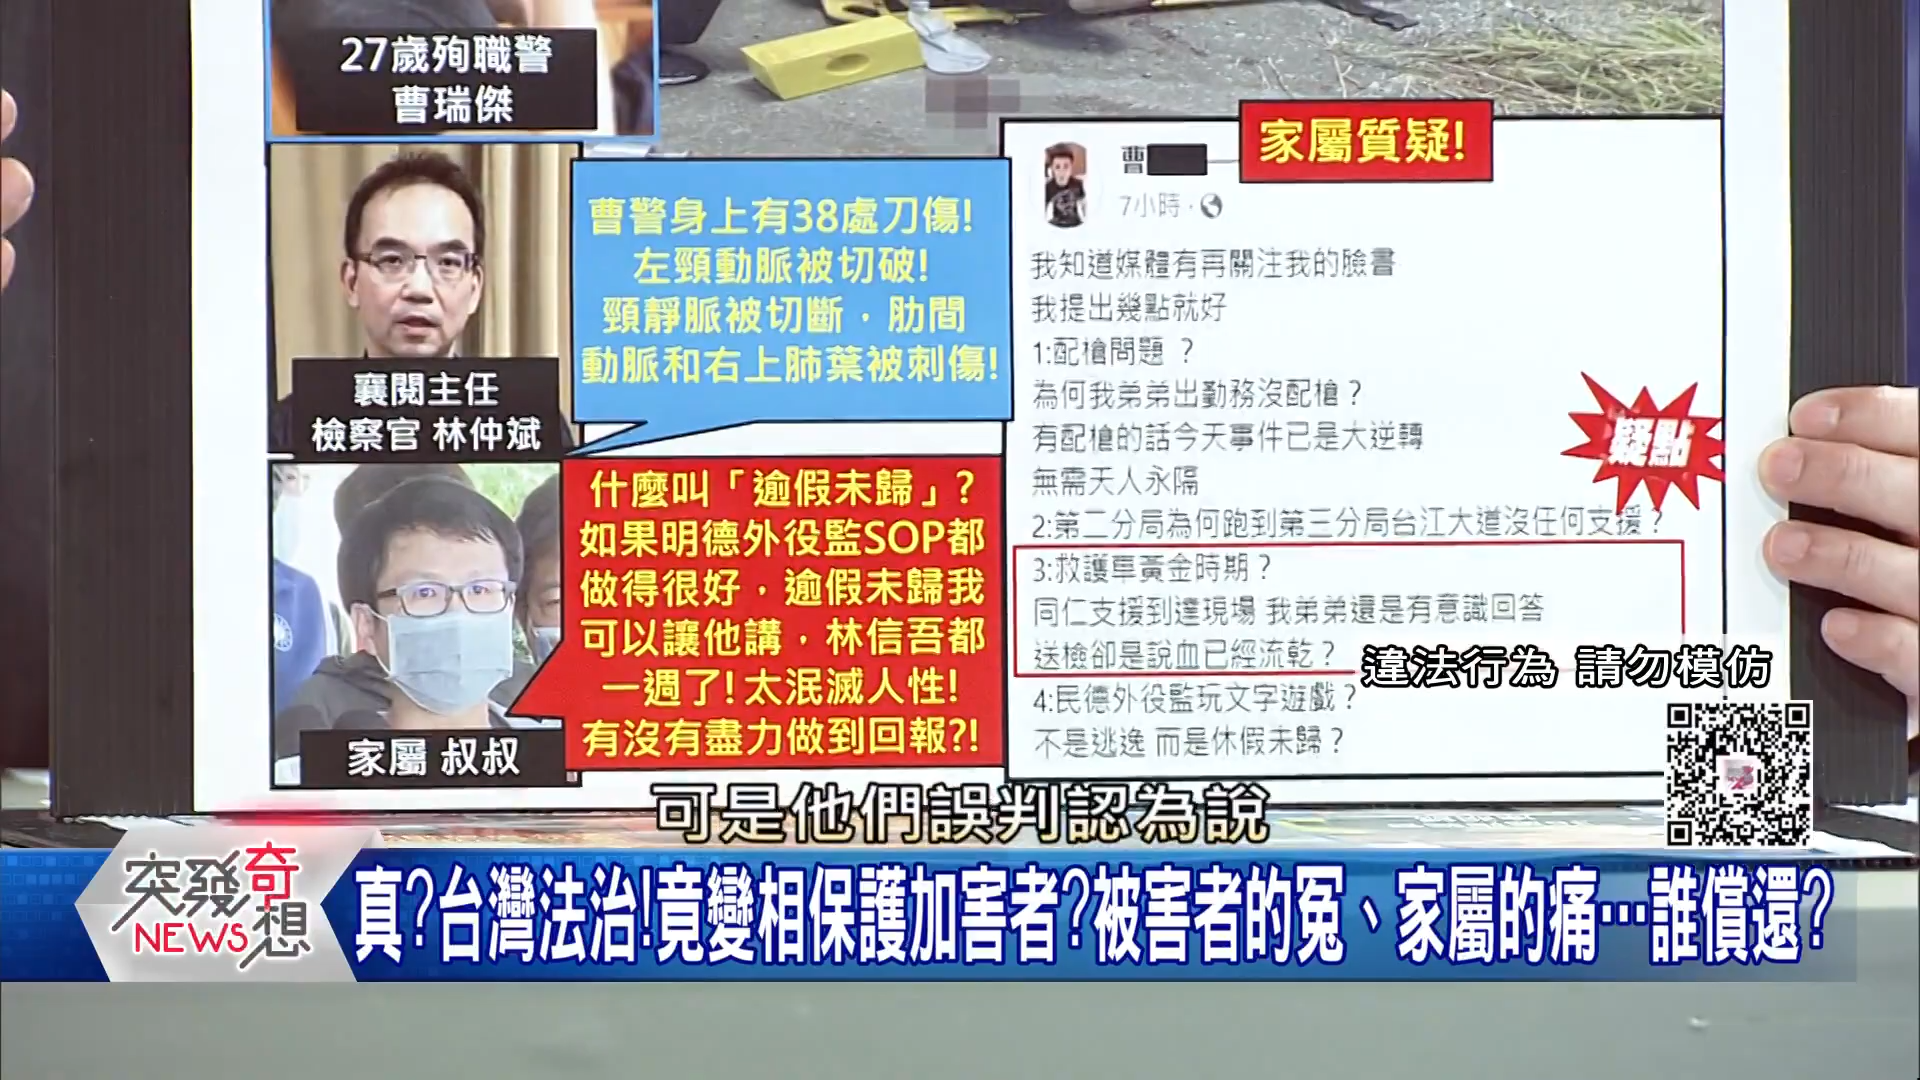 27歲殉職警
曹瑞傑
襄閱主任
檢察官 林仲斌
曹警身上有38處刀傷!
左頸動脈被切破!
頸靜脈被切斷，肋間
動脈和右上肺葉被刺傷!
家屬 叔叔
什麼叫「逾假未歸」?
如果明德外役監SOP都
做得很好，逾假未歸我
可以讓他講，林信吾都
一週了!太泯滅人性!
有沒有盡力做到回報?!
家屬質疑!
曹
7小時·
我知道媒體有再關注我的臉書
我提出幾點就好
1:配槍問題 ？
為何我弟弟出勤務沒配槍？
有配槍的話今天事件已是大逆轉
無需天人永隔
2:第二分局為何跑到第三分局台江大道沒任何支援？
3:救護車黃金時期？
同仁支援到達現場 我弟弟還是有意識回答
送檢卻是說血已經流乾？
4:民德外役監玩文字遊戲？
不是逃逸 而是休假未歸？
疑點
違法行為 請勿模仿
可是他們誤判認為說
突發奇想
NEWS
真?台灣法治!竟變相保護加害者?被害者的冤、家屬的痛…誰償還?